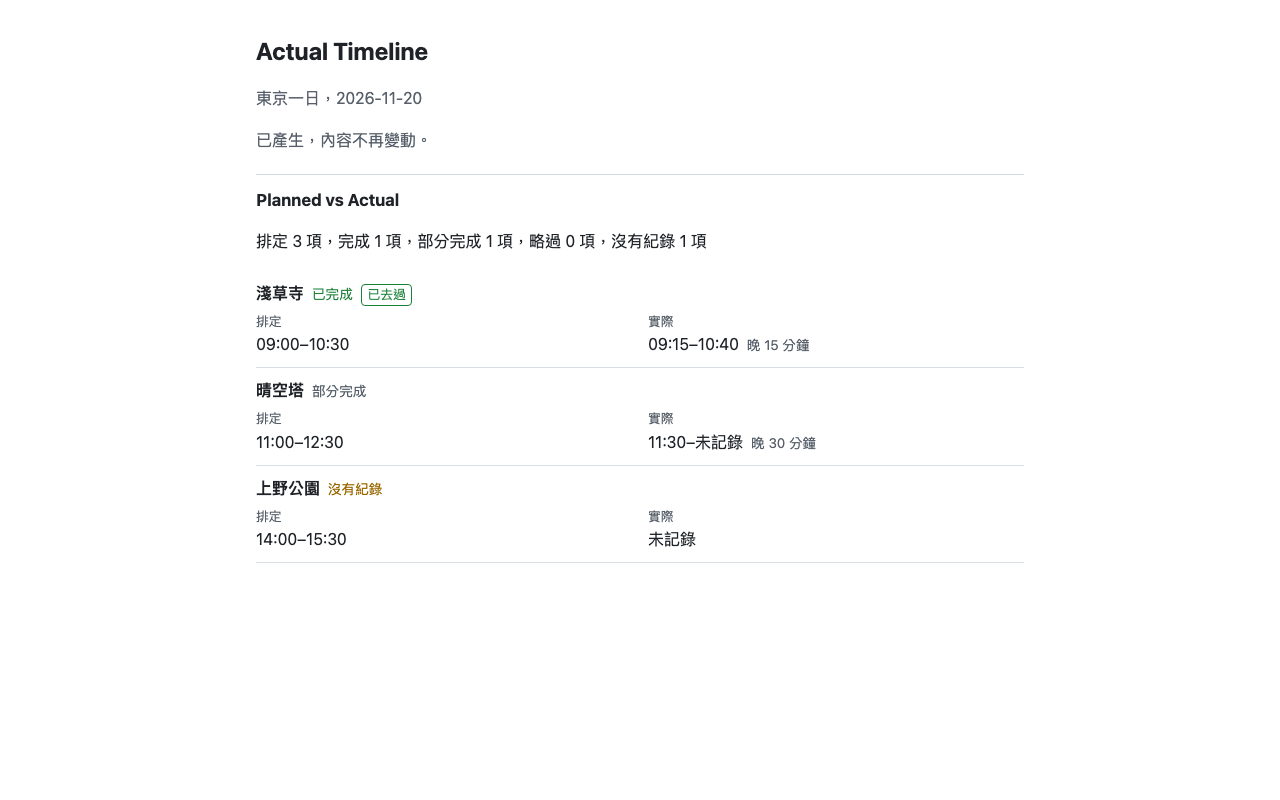 Actual Timeline
東京一日，2026-11-20
已產生，內容不再變動。
Planned vs Actual
排定 3 項，完成 1 項，部分完成 1 項，略過 0 項，沒有紀錄 1 項
淺草寺 已完成 已去過
排定 實際
09:00–10:30 09:15–10:40 晚 15 分鐘
晴空塔 部分完成
排定 實際
11:00–12:30 11:30–未記錄 晚 30 分鐘
上野公園 沒有紀錄
排定 實際
14:00–15:30 未記錄